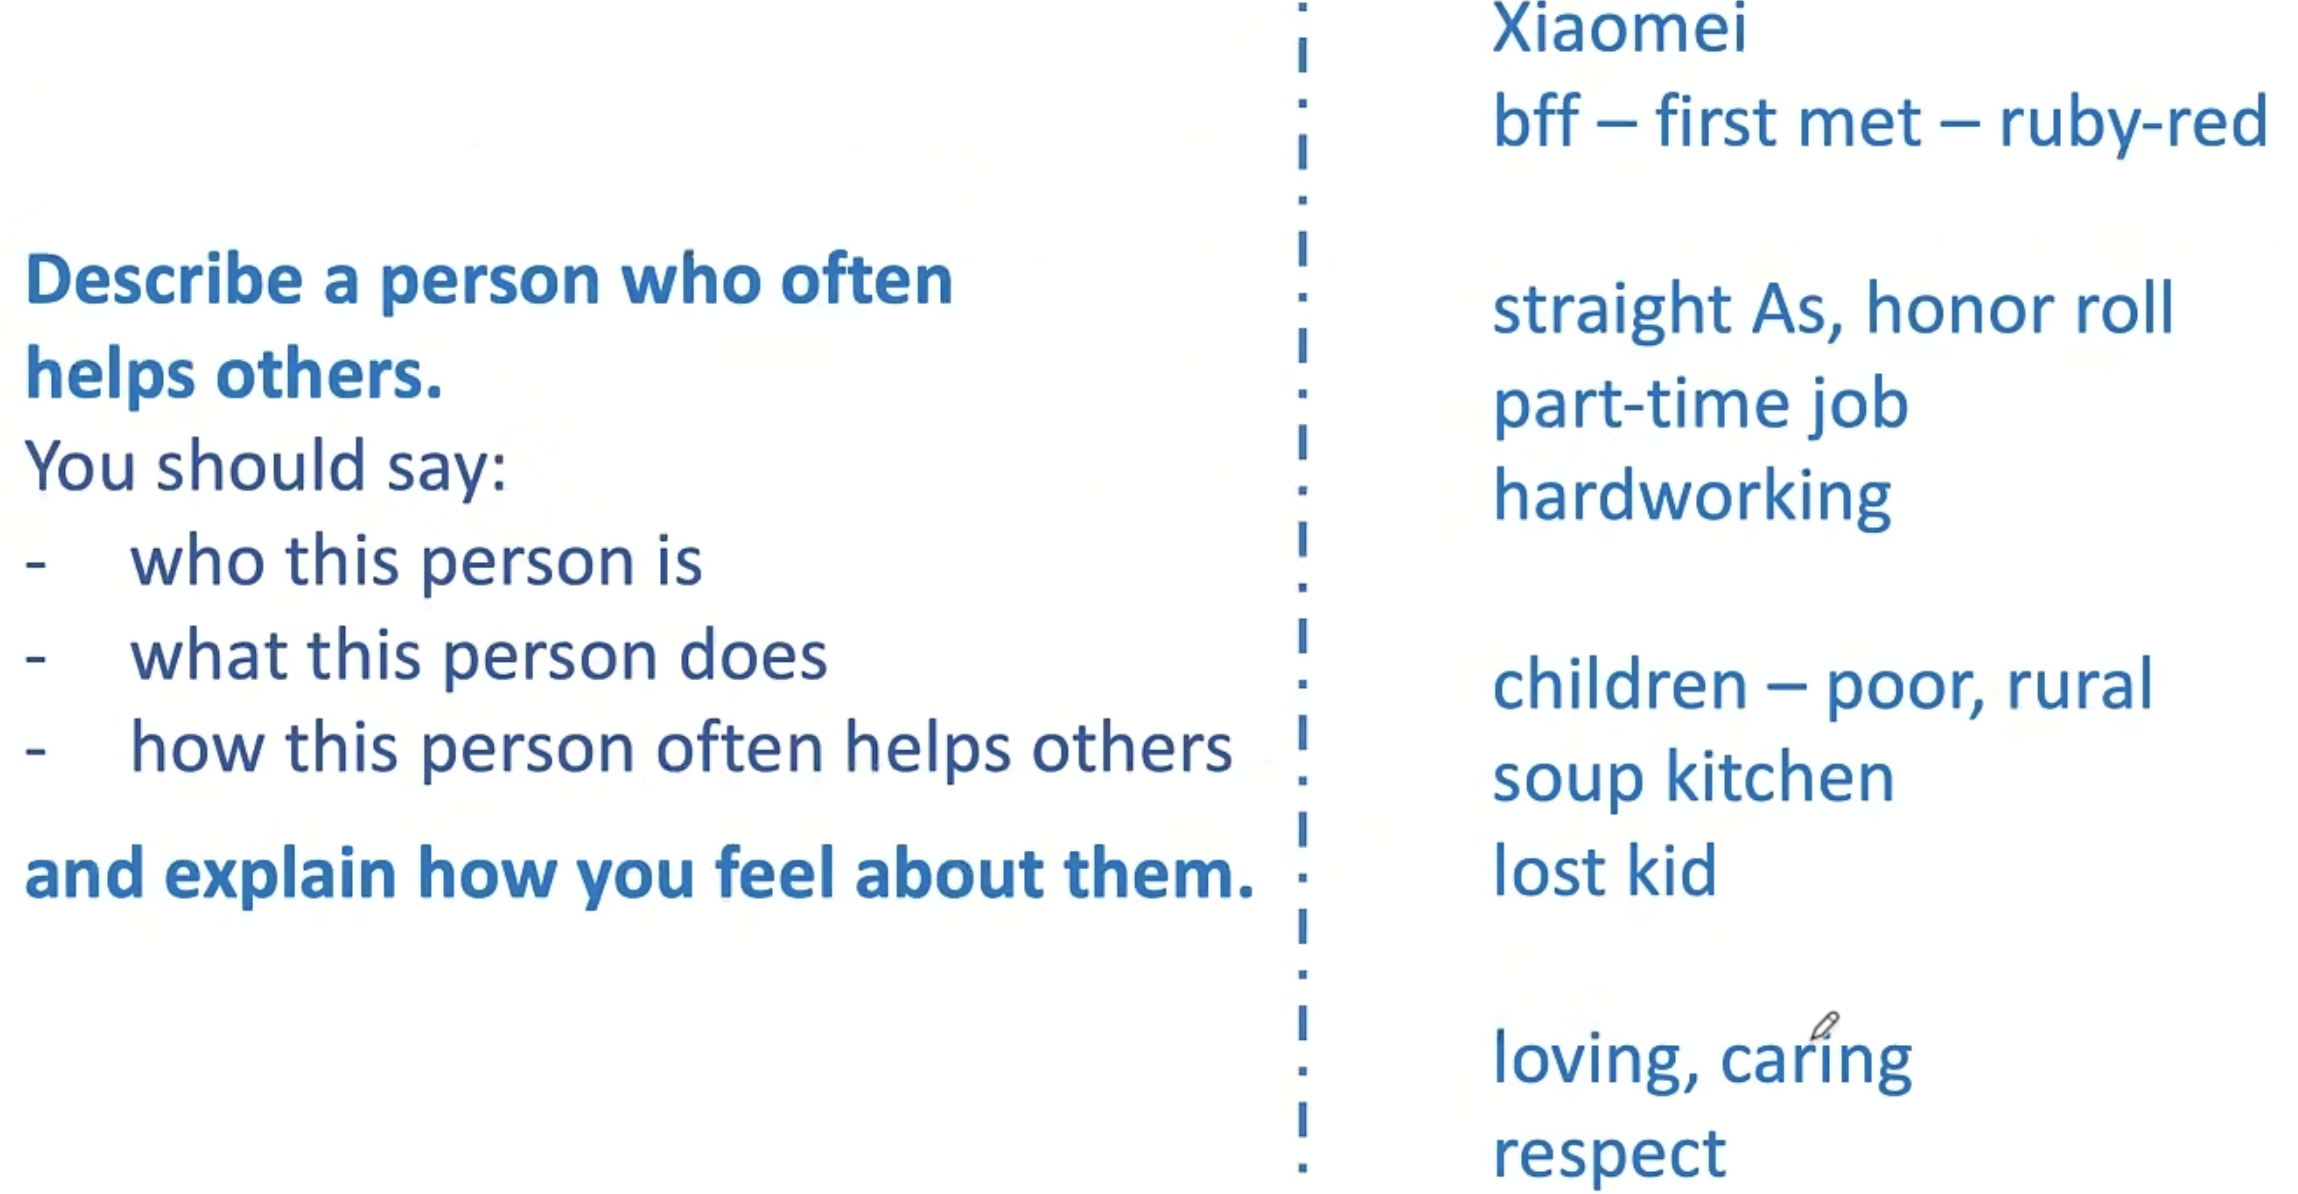 Describe a person who often
helps others.
You should say:
- who this person is
- what this person does
- how this person often helps others
and explain how you feel about them.
Xiaomei
bff – first met – ruby-red
straight As, honor roll
part-time job
hardworking
children – poor, rural
soup kitchen
lost kid
loving, caring
respect